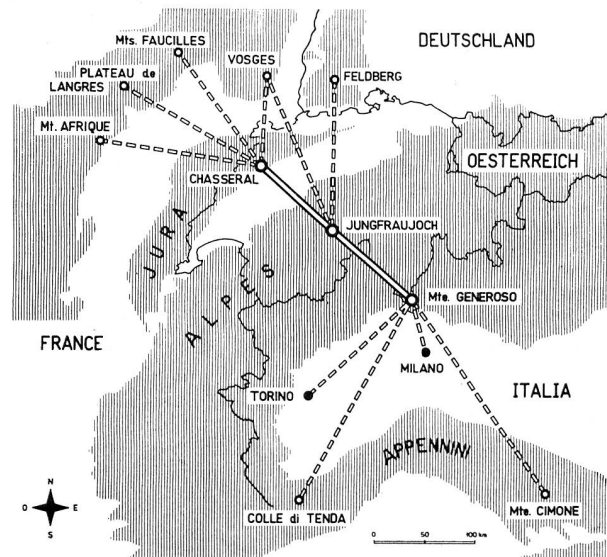 Mts. FAUCILLES
PLATEAU de
LANGRES
Mt. AFRIQUE
VOSGES
FELDBERG
DEUTSCHLAND
OESTERREICH
CHASSERAL
JURA
JUNGFRAUJOCH
ALPES
Mte. GENEROSO
FRANCE
MILANO
TORINO
ITALIA
APPENNINI
COLLE di TENDA
Mte. CIMONE
N
O E
S
0 50 100 km